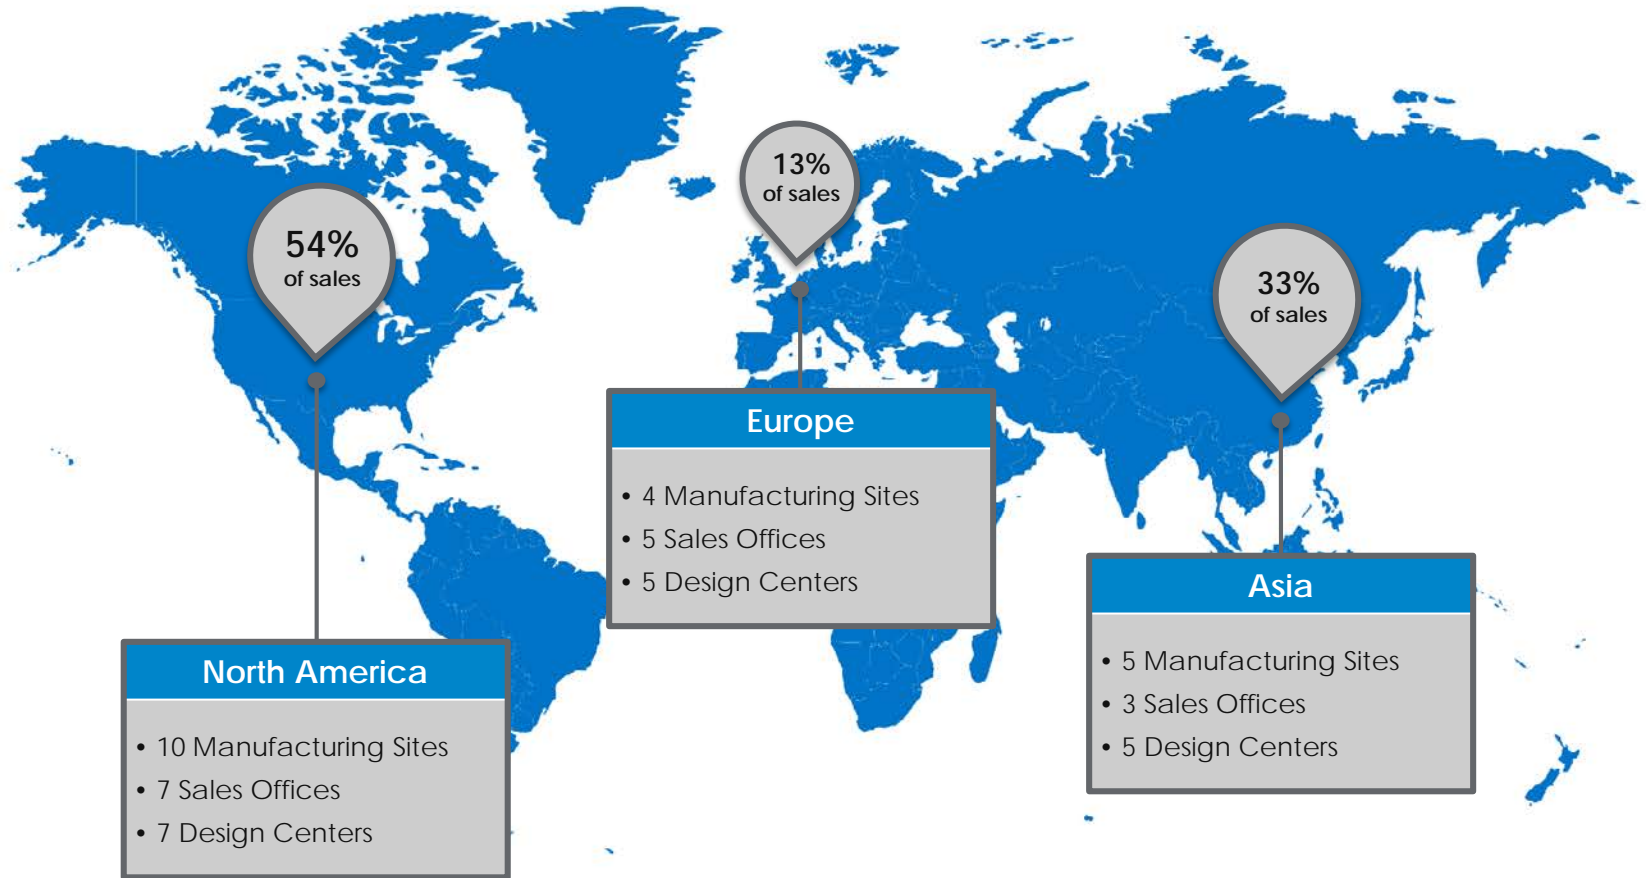 54%
of sales
13%
of sales
33%
of sales
North America
• 10 Manufacturing Sites
• 7 Sales Offices
• 7 Design Centers
Europe
• 4 Manufacturing Sites
• 5 Sales Offices
• 5 Design Centers
Asia
• 5 Manufacturing Sites
• 3 Sales Offices
• 5 Design Centers